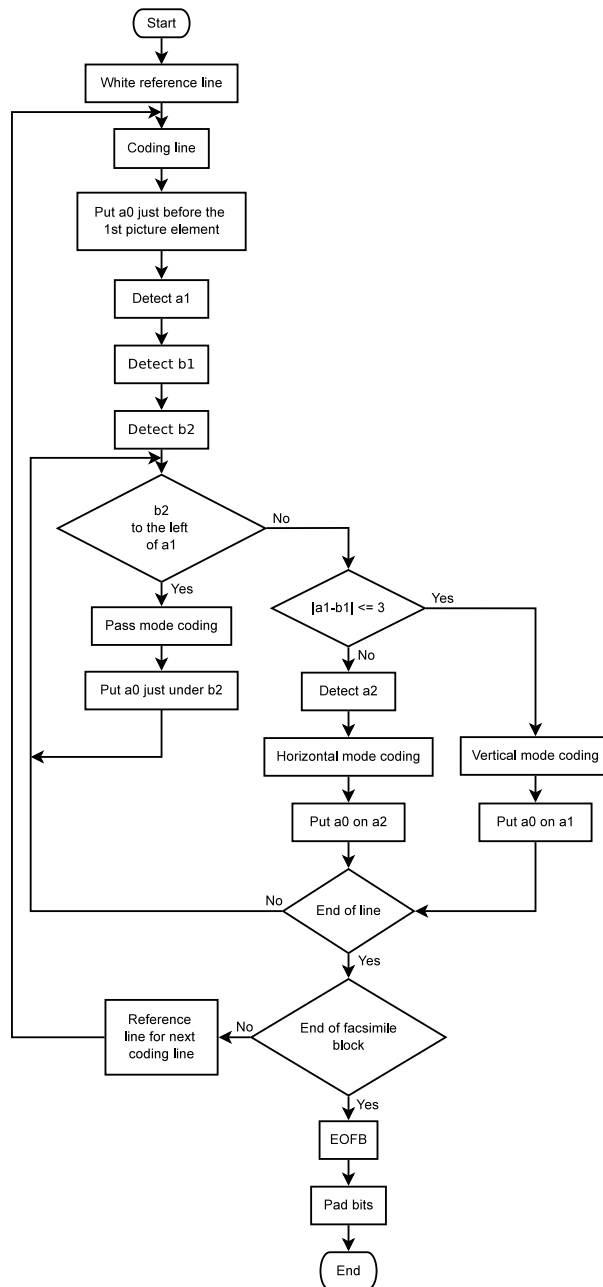 Start
White reference line
Coding line
Put a0 just before the
1st picture element
Detect a1
Detect b1
Detect b2
b2
to the left
of a1
No
Yes
|a1-b1| <= 3
Yes
No
Pass mode coding
Put a0 just under b2
Detect a2
Horizontal mode coding
Vertical mode coding
Put a0 on a2
Put a0 on a1
No
End of line
Yes
Reference
line for next
coding line
No
End of facsimile
block
Yes
EOFB
Pad bits
End